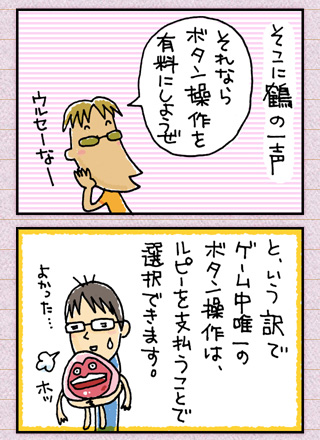 そこに鶴の一声
それなら
ボタン操作を
有料にしようぜ
ウルセーなー
と、いう訳で
ゲーム中唯一の
ボタン操作は、
ルピーを支払うことで
選択できます。
よかった…
ホッ